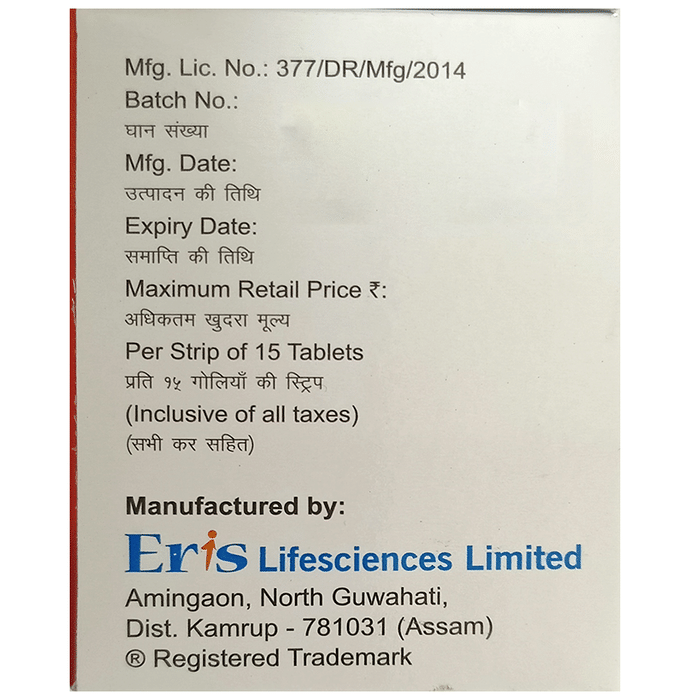 Mfg. Lic. No.: 377/DR/Mfg/2014
Batch No.:
घान संख्या
Mfg. Date:
उत्पादन की तिथि
Expiry Date:
समाप्ति की तिथि
Maximum Retail Price ₹:
अधिकतम खुदरा मूल्य
Per Strip of 15 Tablets
प्रति १५ गोलियाँ की स्ट्रिप
(Inclusive of all taxes)
(सभी कर सहित)
Manufactured by:
Eris Lifesciences Limited
Amingaon, North Guwahati,
Dist. Kamrup - 781031 (Assam)
® Registered Trademark